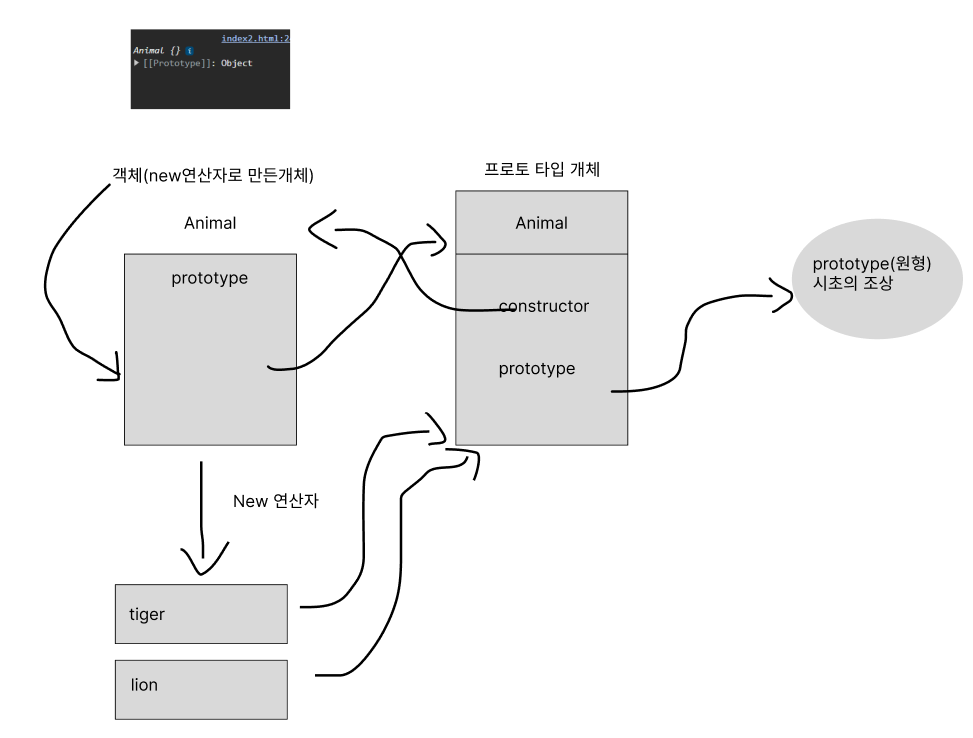 index2.html:2
Animal {} i
▶ [[Prototype]]: Object
객체(new연산자로 만든개체)
프로토 타입 개체
Animal
Animal
prototype
prototype(원형)
시초의 조상
constructor
prototype
New 연산자
tiger
lion